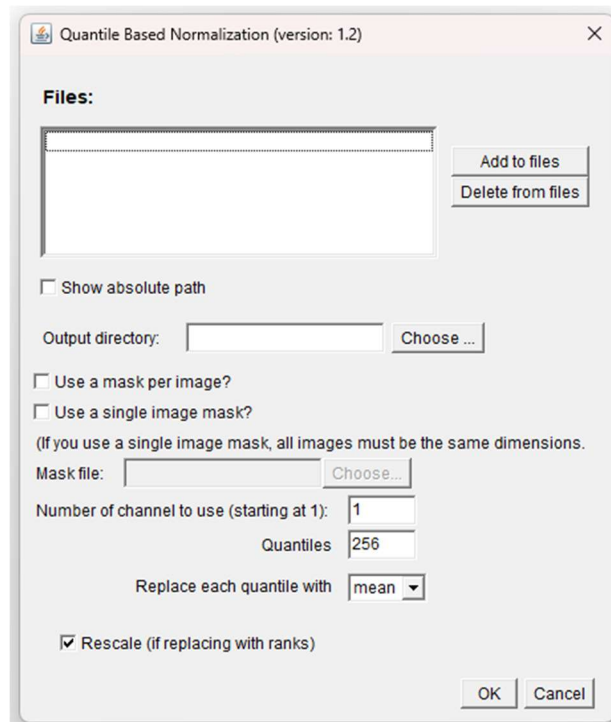 Quantile Based Normalization (version: 1.2)
Files:
Add to files
Delete from files
Show absolute path
Output directory: Choose ...
Use a mask per image?
Use a single image mask?
(If you use a single image mask, all images must be the same dimensions.
Mask file: Choose...
Number of channel to use (starting at 1): 1
Quantiles 256
Replace each quantile with mean
Rescale (if replacing with ranks)
OK Cancel